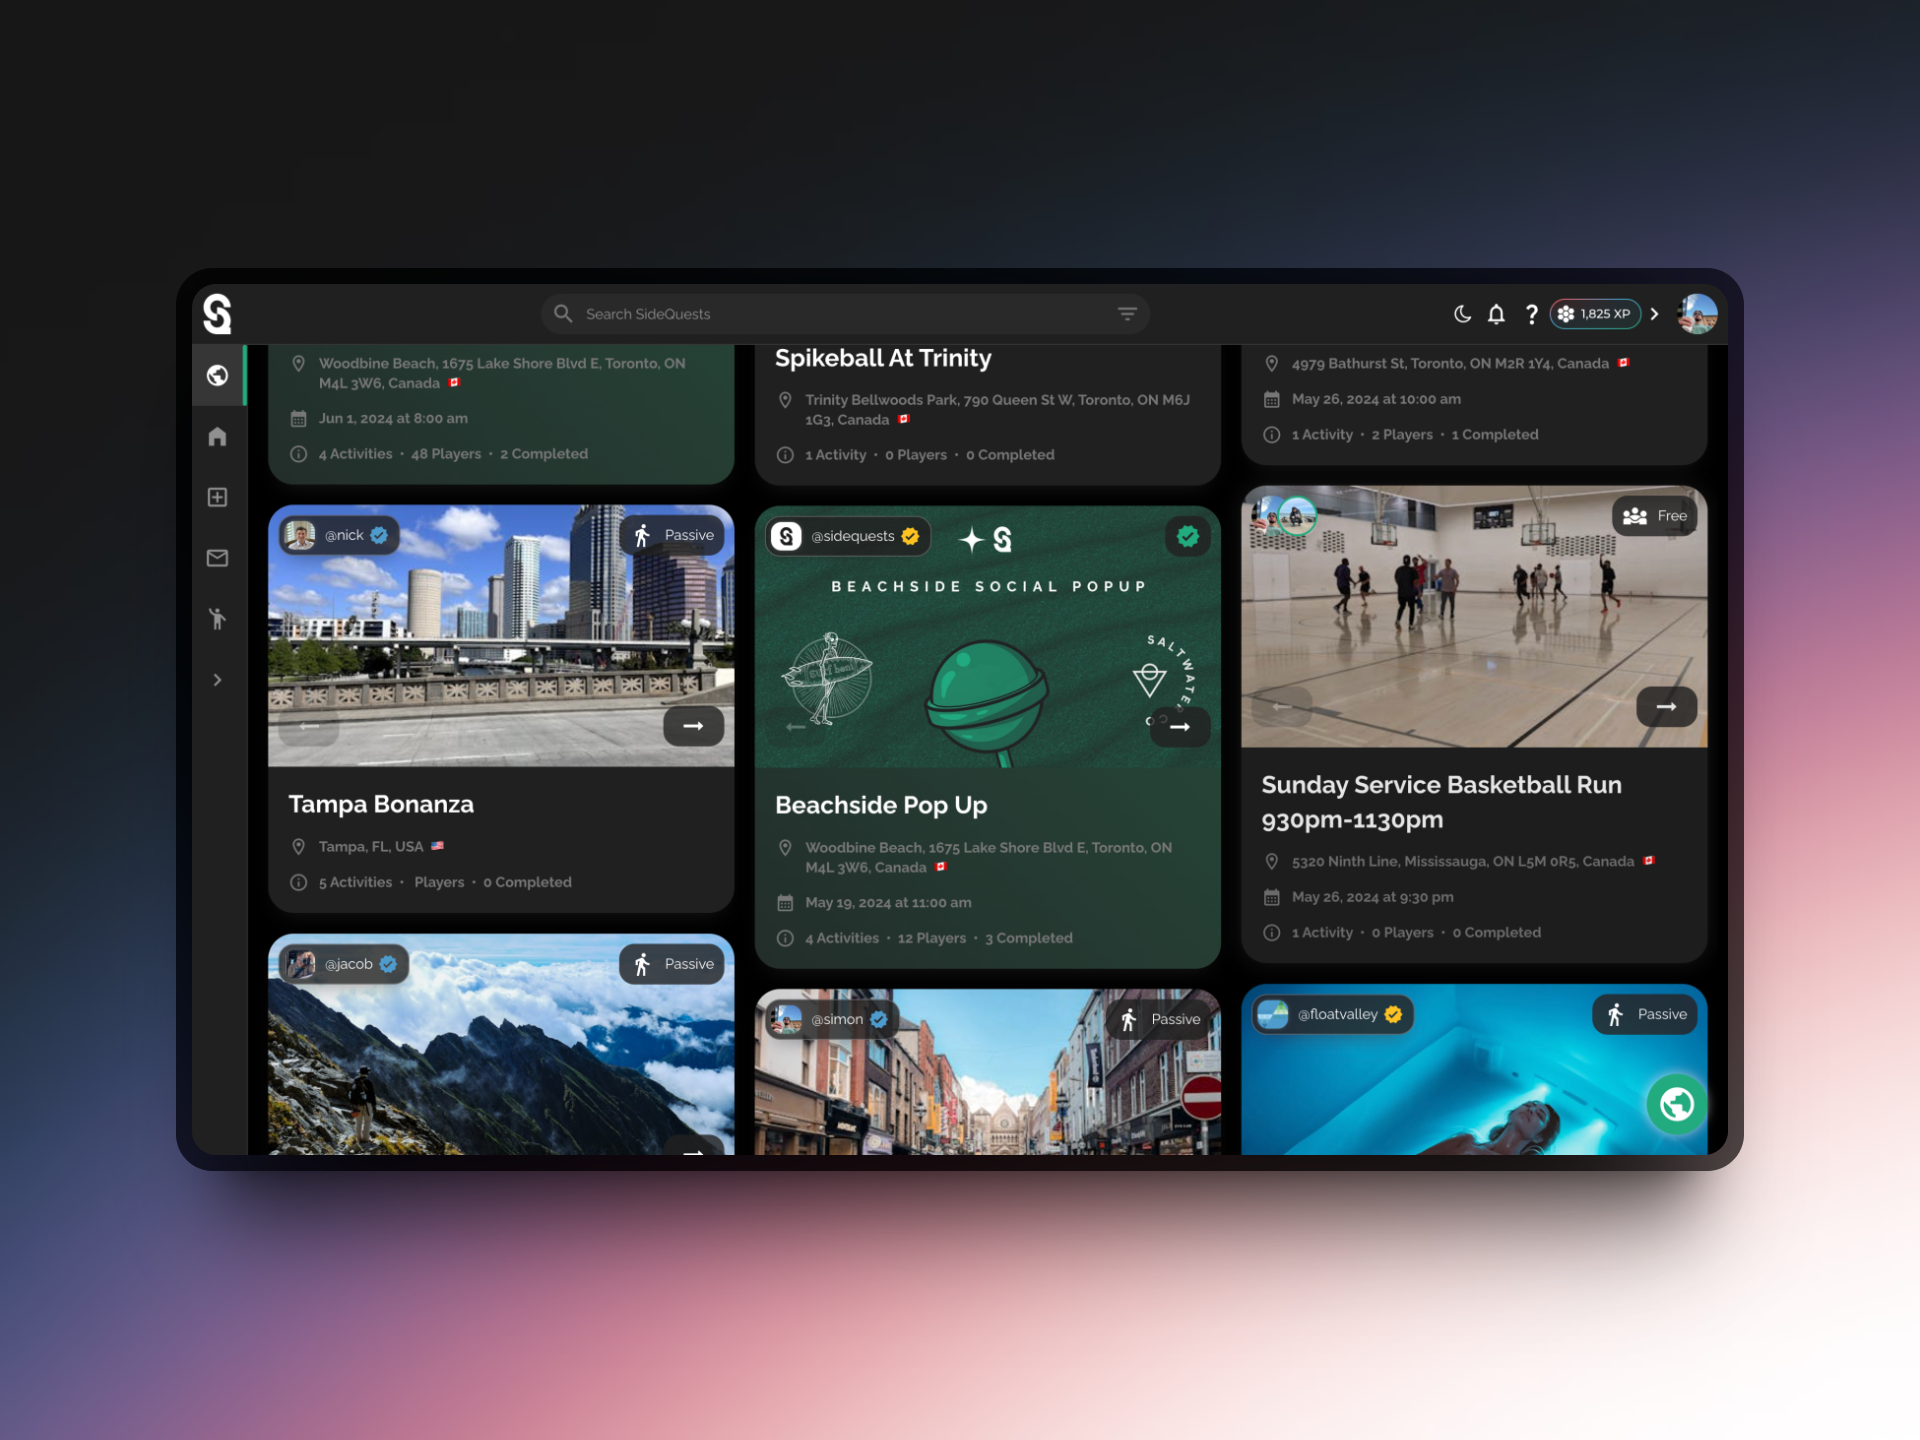 Search SideQuests
1,825 XP
Woodbine Beach, 1675 Lake Shore Blvd E, Toronto, ON
M4L 3W6, Canada
Jun 1, 2024 at 8:00 am
4 Activities • 48 Players • 2 Completed
@nick
Passive
Tampa Bonanza
Tampa, FL, USA
5 Activities • Players • 0 Completed
@jacob
Passive
Spikeball At Trinity
Trinity Bellwoods Park, 790 Queen St W, Toronto, ON M6J
1G3, Canada
1 Activity • 0 Players • 0 Completed
@sidequests
BEACHSIDE SOCIAL POPUP
SALTWATER CO
Beachside Pop Up
Woodbine Beach, 1675 Lake Shore Blvd E, Toronto, ON
M4L 3W6, Canada
May 19, 2024 at 11:00 am
4 Activities • 12 Players • 3 Completed
@simon
Passive
4979 Bathurst St, Toronto, ON M2R 1Y4, Canada
May 26, 2024 at 10:00 am
1 Activity • 2 Players • 1 Completed
Free
Sunday Service Basketball Run
930pm-1130pm
5320 Ninth Line, Mississauga, ON L5M 0R5, Canada
May 26, 2024 at 9:30 pm
1 Activity • 0 Players • 0 Completed
@floatvalley
Passive